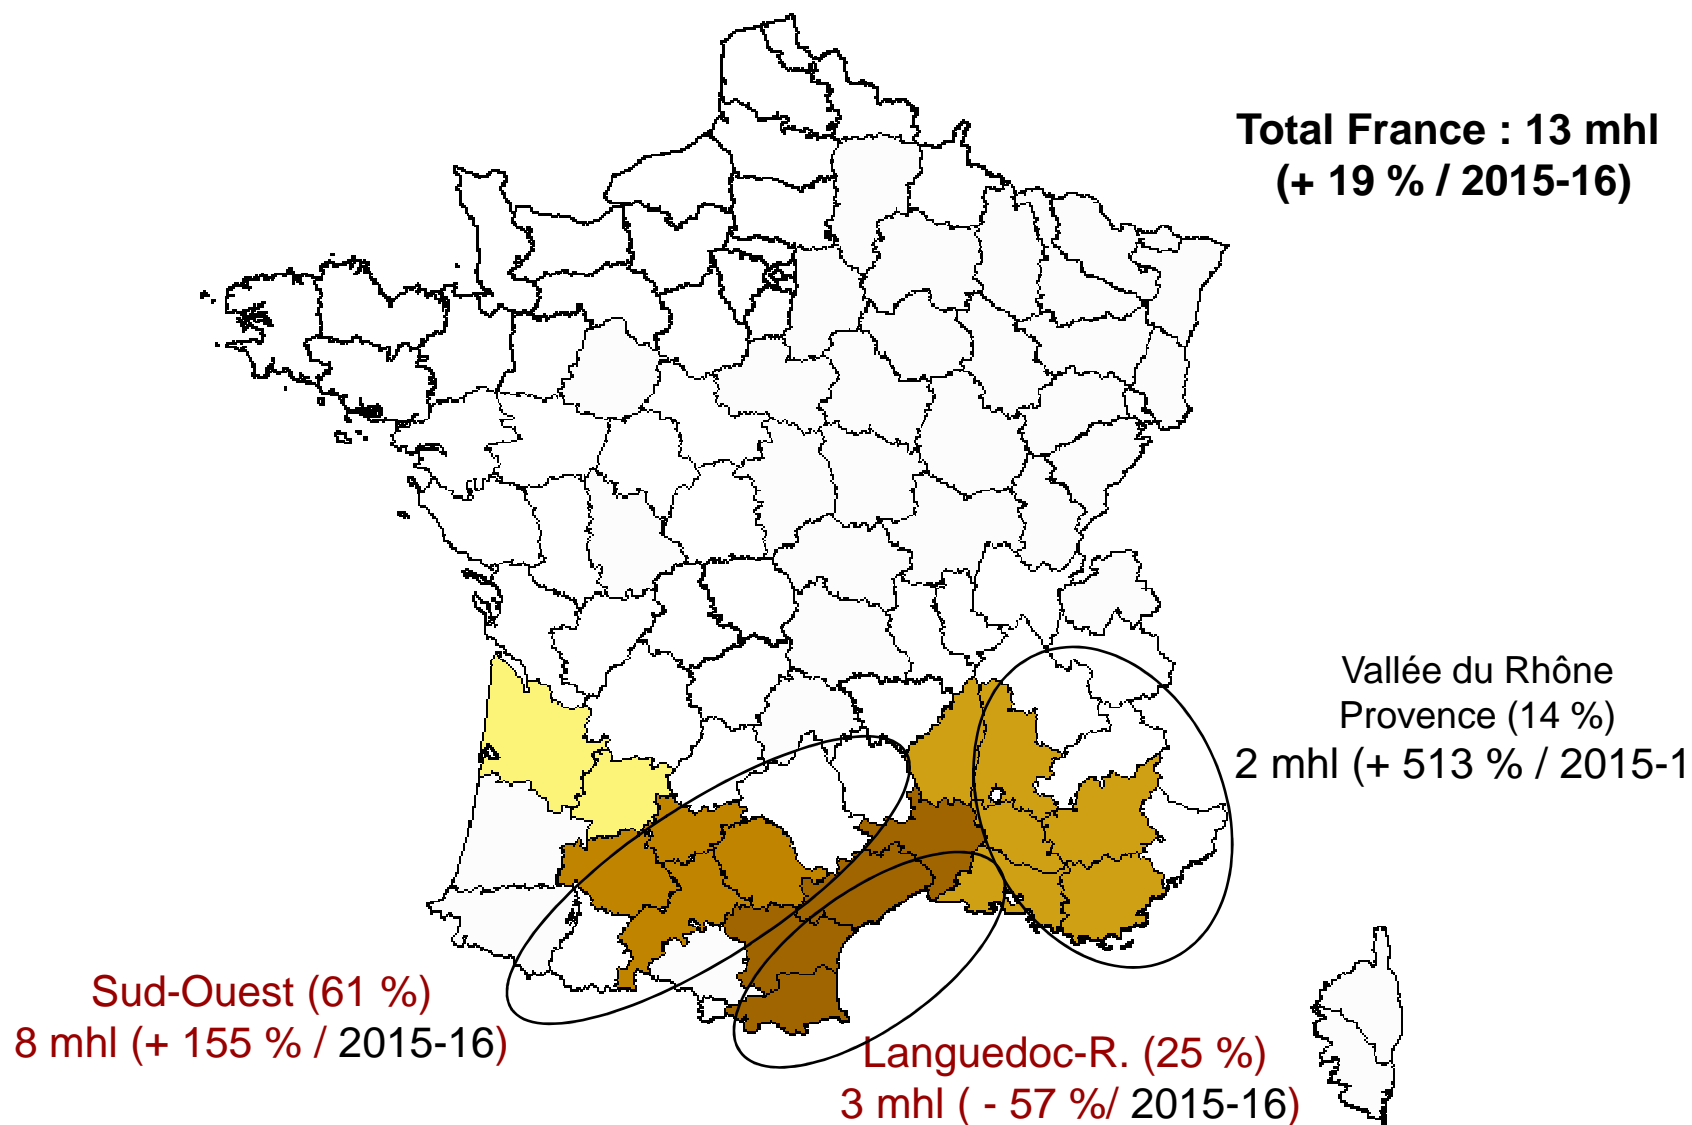 Total France : 13 mhl
(+ 19 % / 2015-16)
Vallée du Rhône
Provence (14 %)
2 mhl (+ 513 % / 2015-1
Sud-Ouest (61 %)
8 mhl (+ 155 % / 2015-16)
Languedoc-R. (25 %)
3 mhl ( - 57 %/ 2015-16)